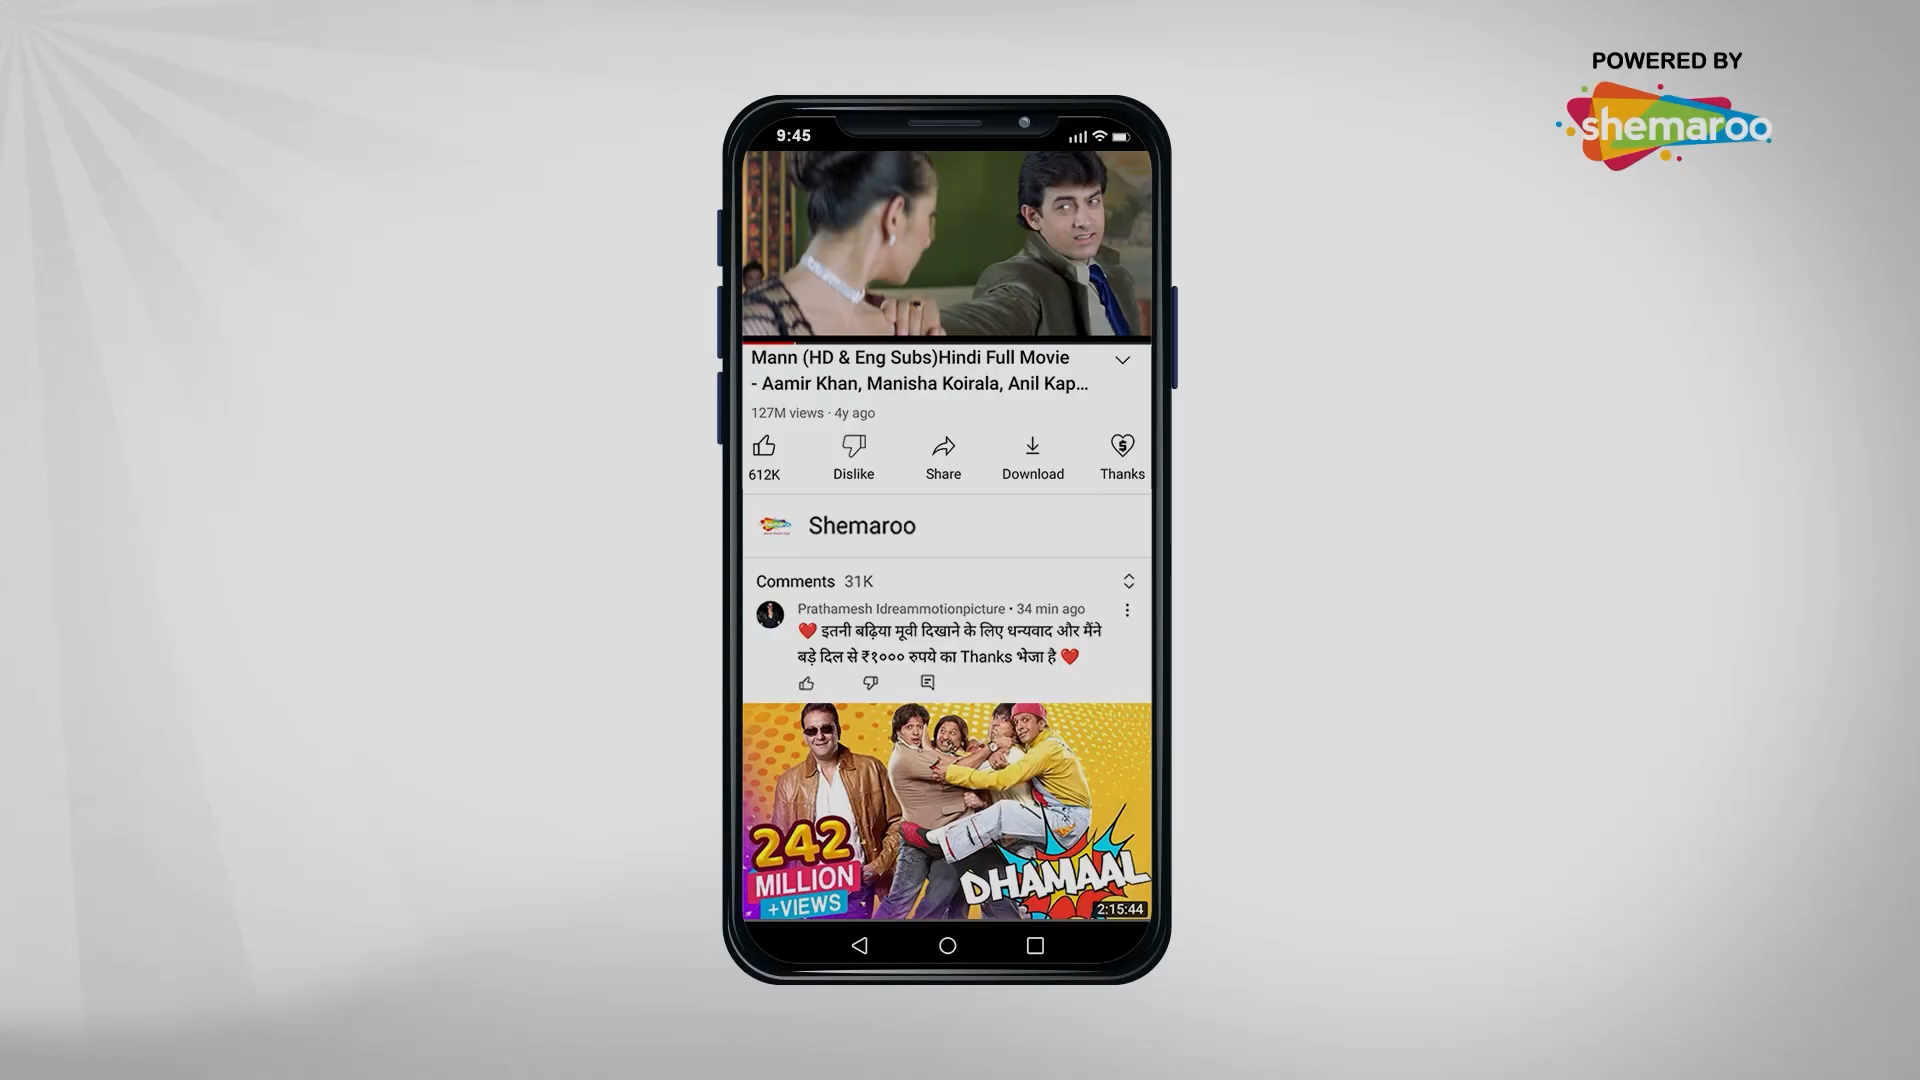 POWERED BY
shemaroo
9:45
Mann (HD & Eng Subs)Hindi Full Movie
- Aamir Khan, Manisha Koirala, Anil Kap...
127M views · 4y ago
612K Dislike Share Download Thanks
Shemaroo
Comments 31K
Prathamesh Idreammotionpicture • 34 min ago
❤️ इतनी बढ़िया मूवी दिखाने के लिए धन्यवाद और मैंने
बड़े दिल से ₹१००० रुपये का Thanks भेजा है ❤️
242
MILLION
+VIEWS
DHAMAAL
2:15:44